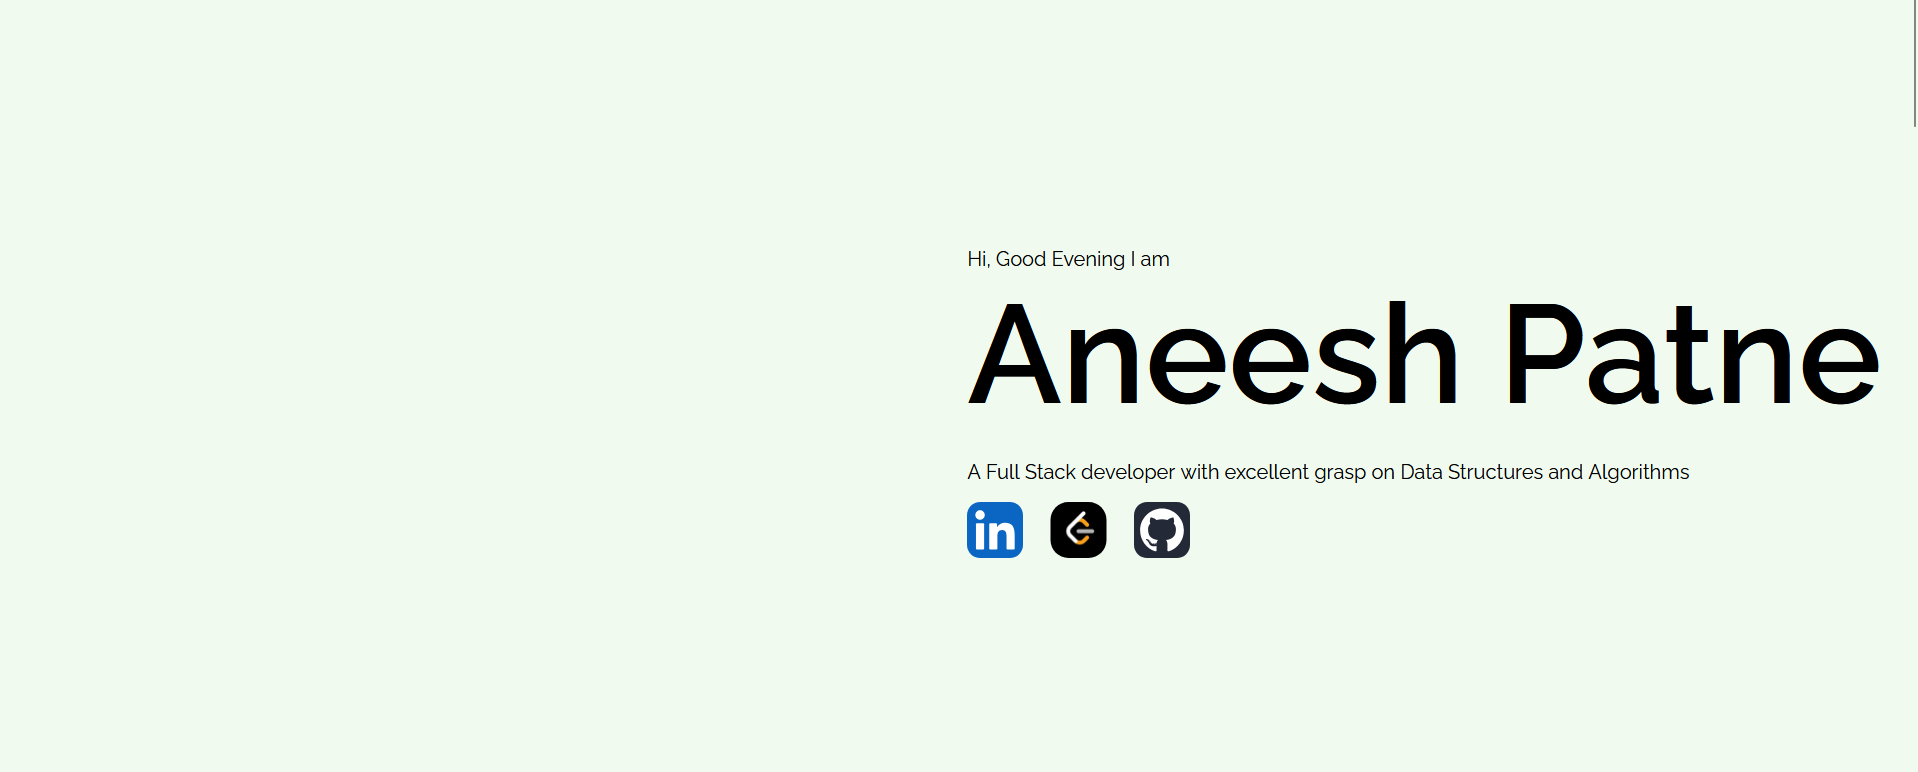 Hi, Good Evening I am
Aneesh Patne
A Full Stack developer with excellent grasp on Data Structures and Algorithms
in